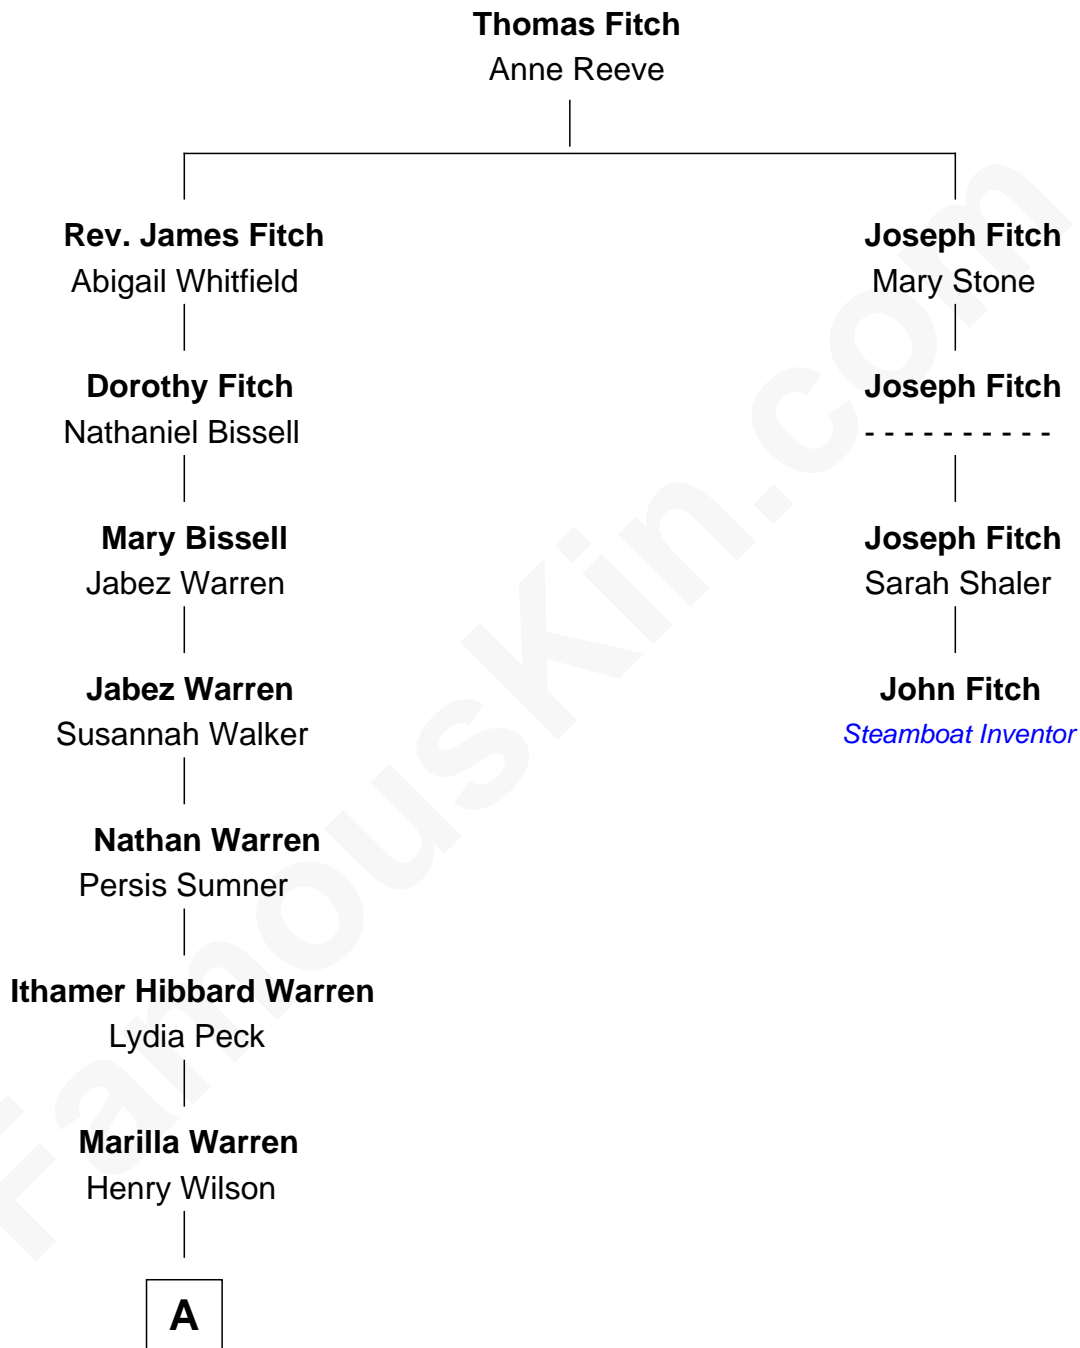 Thomas Fitch
Anne Reeve
Rev. James Fitch
Abigail Whitfield
Joseph Fitch
Mary Stone
Dorothy Fitch
Nathaniel Bissell
Joseph Fitch
- - - - - - - - - -
Mary Bissell
Jabez Warren
Joseph Fitch
Sarah Shaler
Jabez Warren
Susannah Walker
John Fitch
Steamboat Inventor
Nathan Warren
Persis Sumner
Ithamer Hibbard Warren
Lydia Peck
Marilla Warren
Henry Wilson
A
FamousKin.com